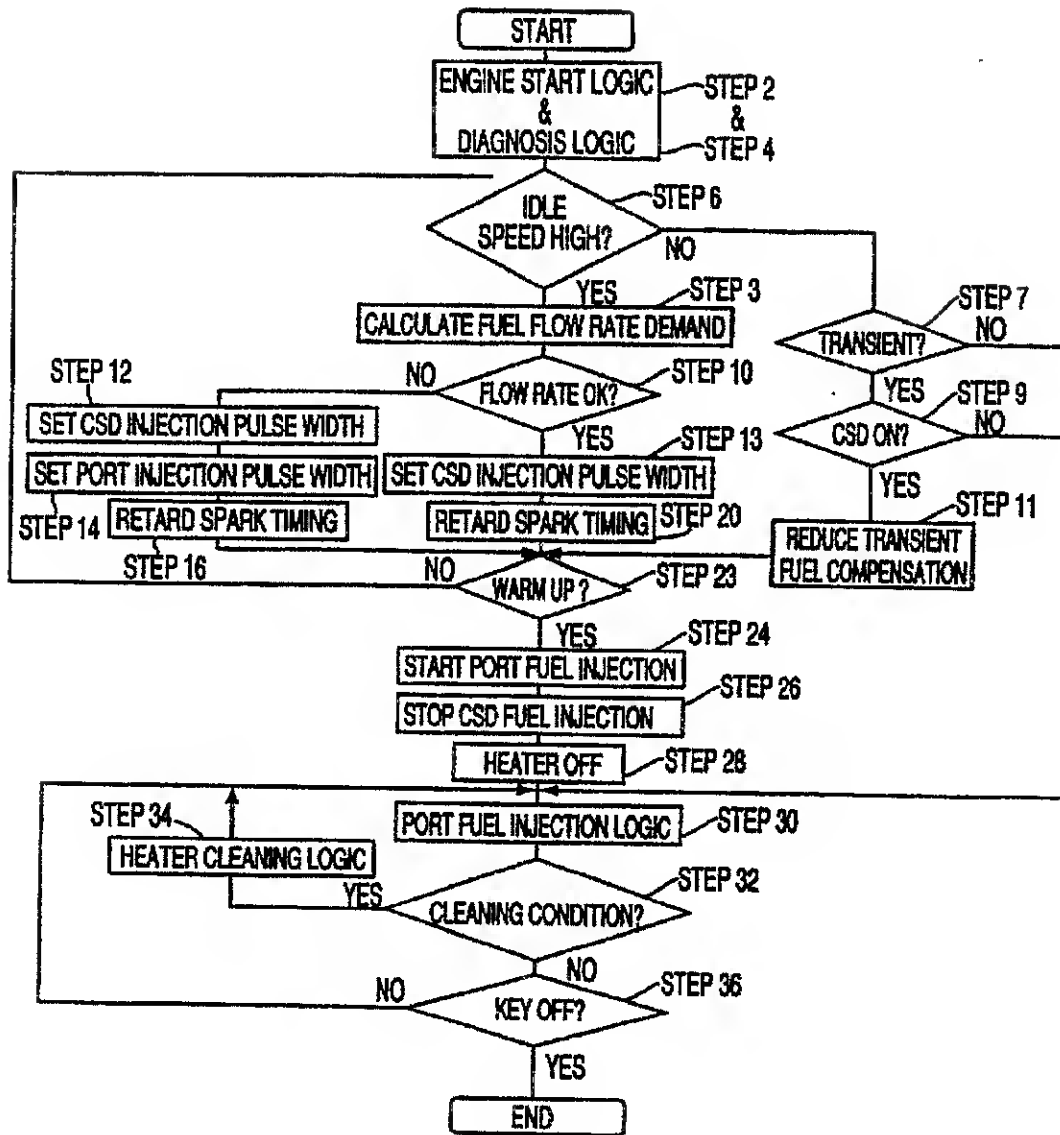 START
ENGINE START LOGIC
&
DIAGNOSIS LOGIC
STEP 2
&
STEP 4
IDLE
SPEED HIGH?
STEP 6
NO
YES
STEP 3
CALCULATE FUEL FLOW RATE DEMAND
STEP 7
TRANSIENT?
NO
YES
STEP 12
NO
FLOW RATE OK?
STEP 10
YES
STEP 9
CSD ON?
NO
YES
SET CSD INJECTION PULSE WIDTH
STEP 13
SET CSD INJECTION PULSE WIDTH
SET PORT INJECTION PULSE WIDTH
STEP 14
RETARD SPARK TIMING
STEP 16
RETARD SPARK TIMING
STEP 20
STEP 11
REDUCE TRANSIENT
FUEL COMPENSATION
NO
WARM UP ?
STEP 23
YES
STEP 24
START PORT FUEL INJECTION
STEP 26
STOP CSD FUEL INJECTION
HEATER OFF
STEP 28
STEP 34
HEATER CLEANING LOGIC
PORT FUEL INJECTION LOGIC
STEP 30
YES
CLEANING CONDITION?
STEP 32
NO
NO
KEY OFF?
STEP 36
YES
END